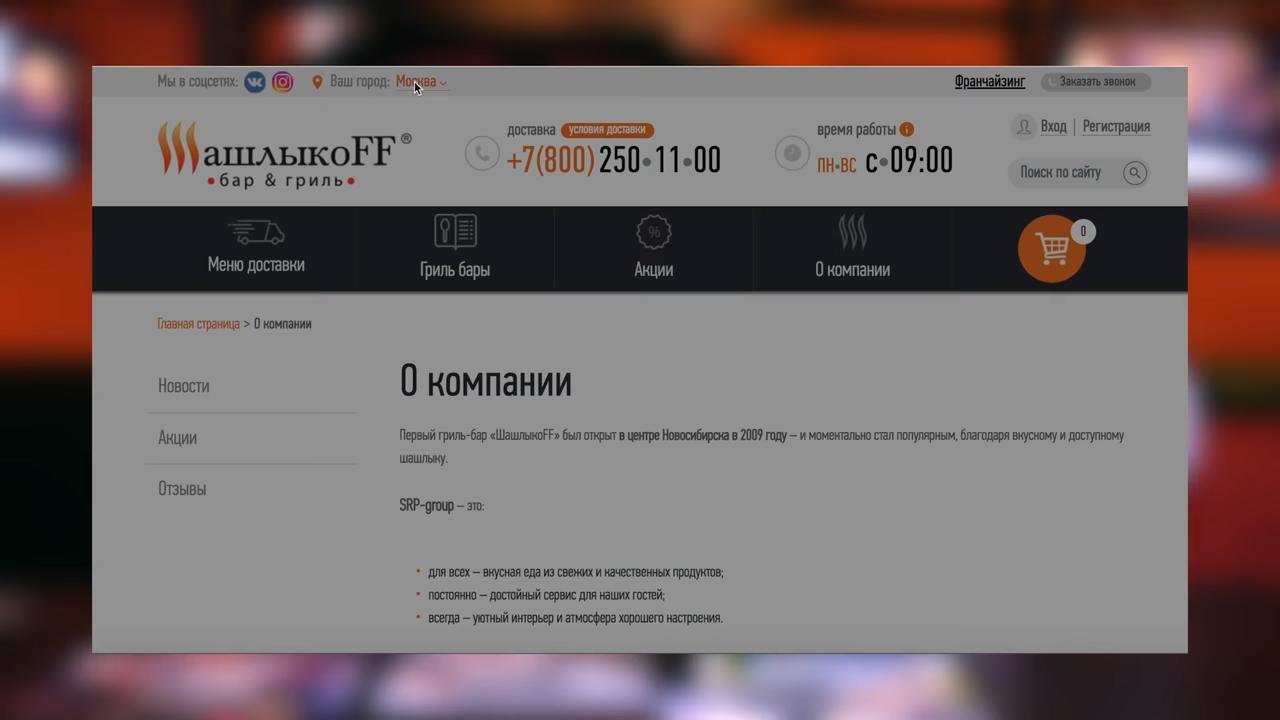 Мы в соцсетях:
Ваш город: Москва
Франчайзинг
Заказать звонок
ШашлыкоFF®
•бар & гриль•
доставка условия доставки
+7(800) 250•11•00
время работы i
ПН•ВС с•09:00
Вход | Регистрация
Поиск по сайту
Меню доставки
Гриль бары
%
Акции
О компании
0
Главная страница > О компании
Новости
Акции
Отзывы
О компании
Первый гриль-бар «ШашлыкоFF» был открыт в центре Новосибирска в 2009 году – и моментально стал популярным, благодаря вкусному и доступному
шашлыку.
SRP-group – это:
• для всех – вкусная еда из свежих и качественных продуктов;
• постоянно – достойный сервис для наших гостей;
• всегда – уютный интерьер и атмосфера хорошего настроения.